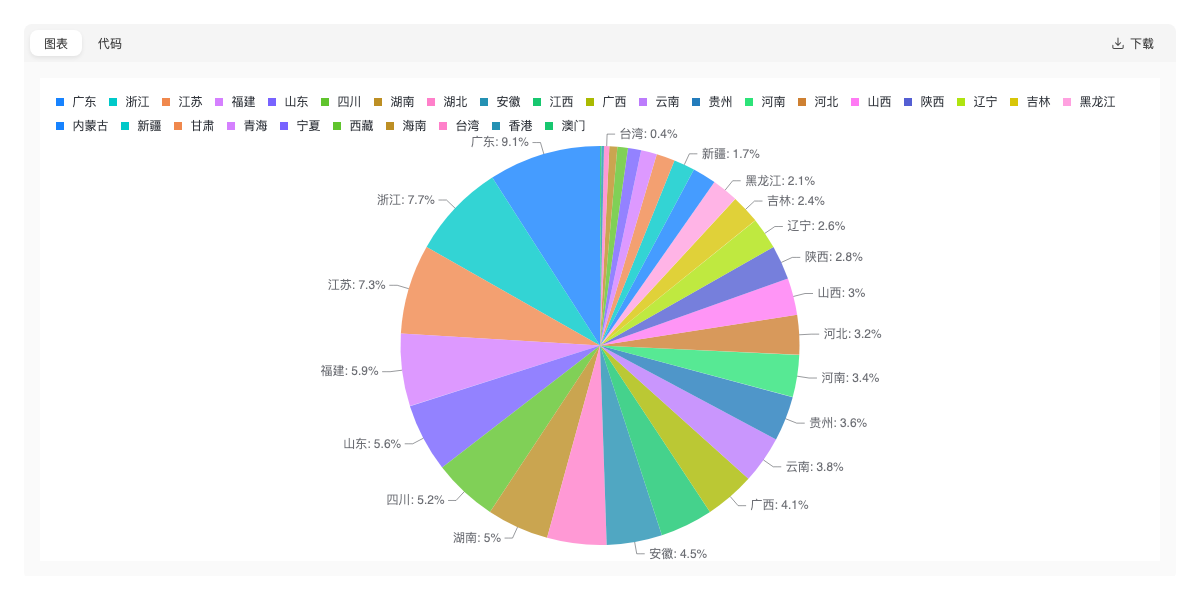 图表 代码 下载
广东 浙江 江苏 福建 山东 四川 湖南 湖北 安徽 江西 广西 云南 贵州 河南 河北 山西 陕西 辽宁 吉林 黑龙江
内蒙古 新疆 甘肃 青海 宁夏 西藏 海南 台湾 香港 澳门
台湾: 0.4%
广东: 9.1%
新疆: 1.7%
黑龙江: 2.1%
浙江: 7.7%
吉林: 2.4%
辽宁: 2.6%
陕西: 2.8%
江苏: 7.3%
山西: 3%
河北: 3.2%
福建: 5.9%
河南: 3.4%
贵州: 3.6%
山东: 5.6%
云南: 3.8%
四川: 5.2%
广西: 4.1%
湖南: 5%
安徽: 4.5%